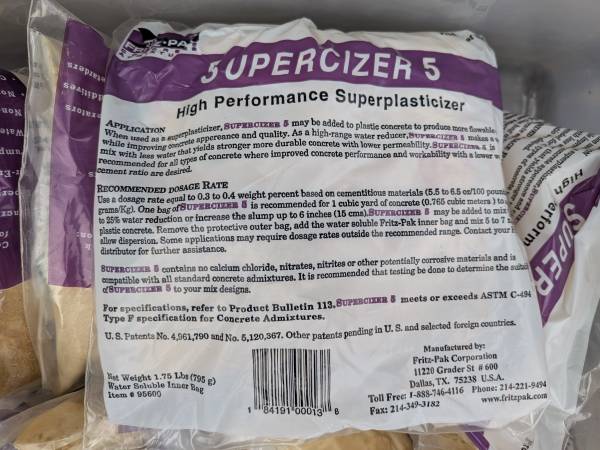 FRITZ-PAK
SUPERCIZER 5
High Performance Superplasticizer
APPLICATION
When used as a superplasticizer, SUPERCIZER 5 may be added to plastic concrete to produce more flowable
while improving concrete appereance and quality. As a high-range water reducer, SUPERCIZER 5 makes a
mix with less water that yields stronger more durable concrete with lower permeability. SUPERCIZER 5 is
recommended for all types of concrete where improved concrete performance and workability with a lower
cement ratio are desired.
RECOMMENDED DOSAGE RATE
Use a dosage rate equal to 0.3 to 0.4 weight percent based on cementitious materials (5.5 to 6.5 oz/100 pound
grams/Kg). One bag of SUPERCIZER 5 is recommended for 1 cubic yard of concrete (0.765 cubic meters) to
to 25% water reduction or increase the slump up to 6 inches (15 cms). SUPERCIZER 5 may be added to mix
plastic concrete. Remove the protective outer bag, add the water soluble Fritz-Pak inner bag and mix 5 to
allow dispersion. Some applications may require dosage rates outside the recommended range. Contact your
distributor for further assistance.
SUPERCIZER 5 contains no calcium chloride, nitrates, nitrites or other potentially corrosive materials and is
compatible with all standard concrete admixtures. It is recommended that testing be done to determine the
of SUPERCIZER 5 to your mix designs.
For specifications, refer to Product Bulletin 113. SUPERCIZER 5 meets or exceeds ASTM C-494
Type F specification for Concrete Admixtures.
U.S. Patents No. 4,961,790 and No. 5,120,367. Other patents pending in U.S. and selected foreign countries.
Net Weight 1.75 Lbs (795 g)
Water Soluble Inner Bag
Item # 95600
1 84191 00013 8
Manufactured by:
Fritz-Pak Corporation
11220 Grader St # 600
Dallas, TX. 75238 U.S.A.
Toll Free: 1-888-746-4116 Phone: 214-221-9494
Fax: 214-349-3182 www.fritzpak.com